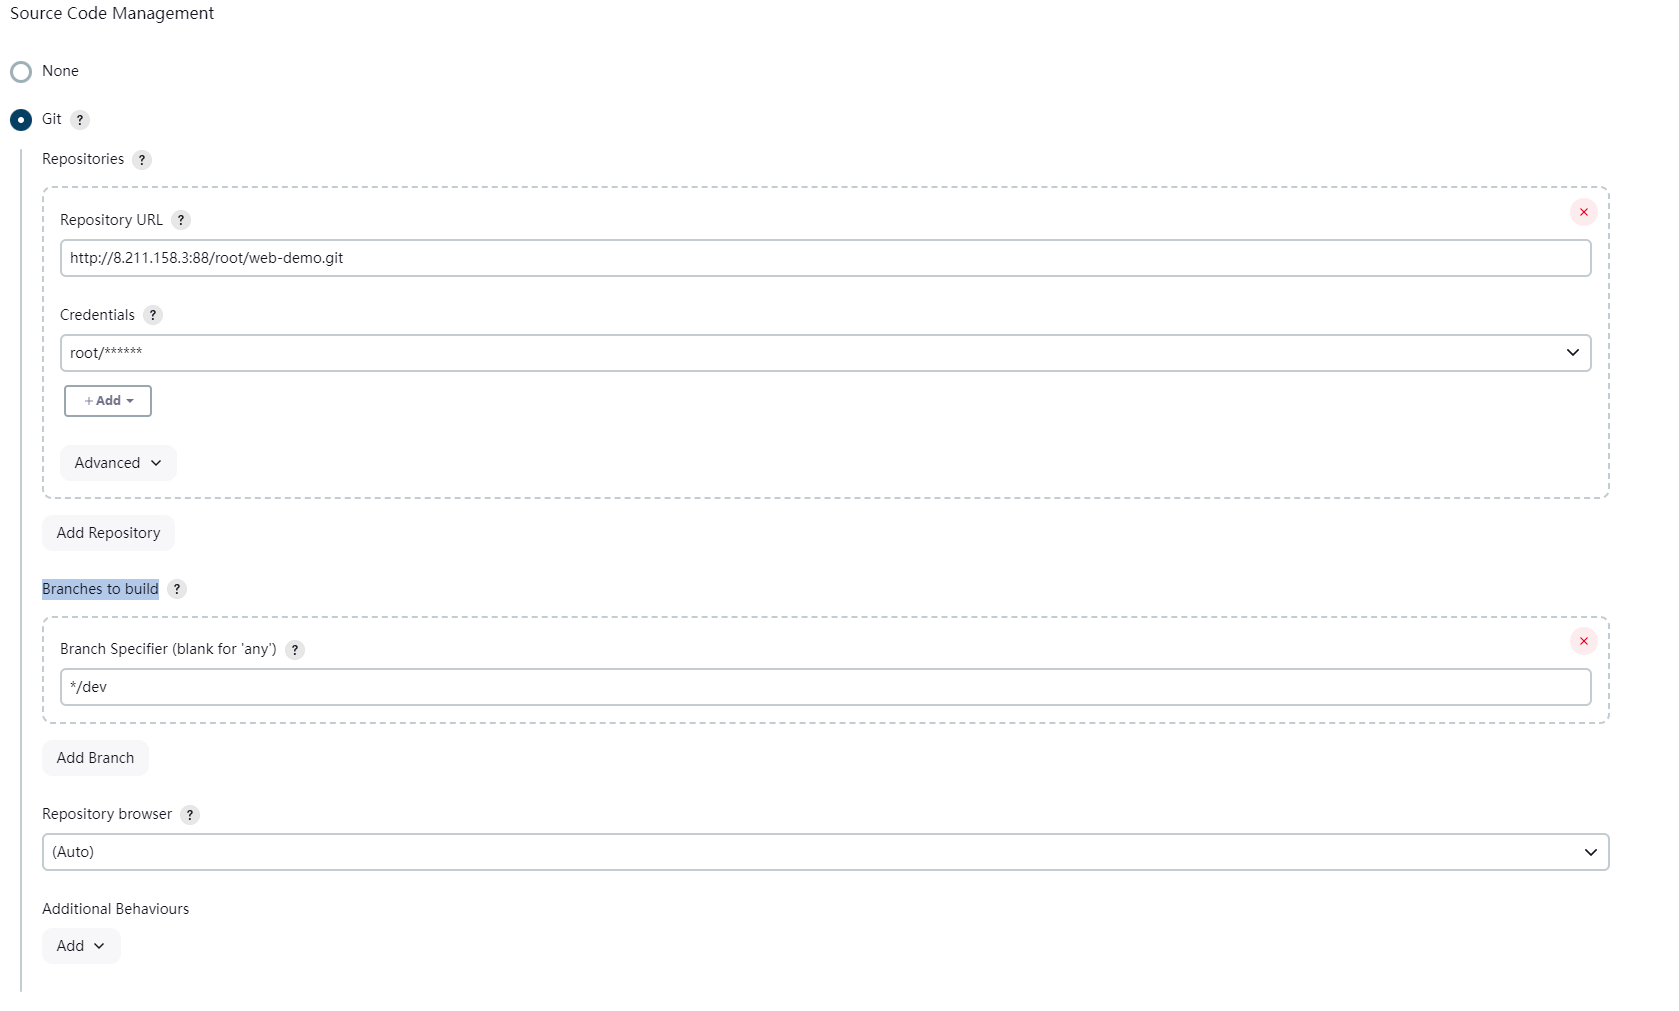 Source Code Management
None
Git ?
Repositories ?
Repository URL ?
http://8.211.158.3:88/root/web-demo.git
Credentials ?
root/******
+ Add
Advanced
Add Repository
Branches to build ?
Branch Specifier (blank for 'any') ?
*/dev
Add Branch
Repository browser ?
(Auto)
Additional Behaviours
Add